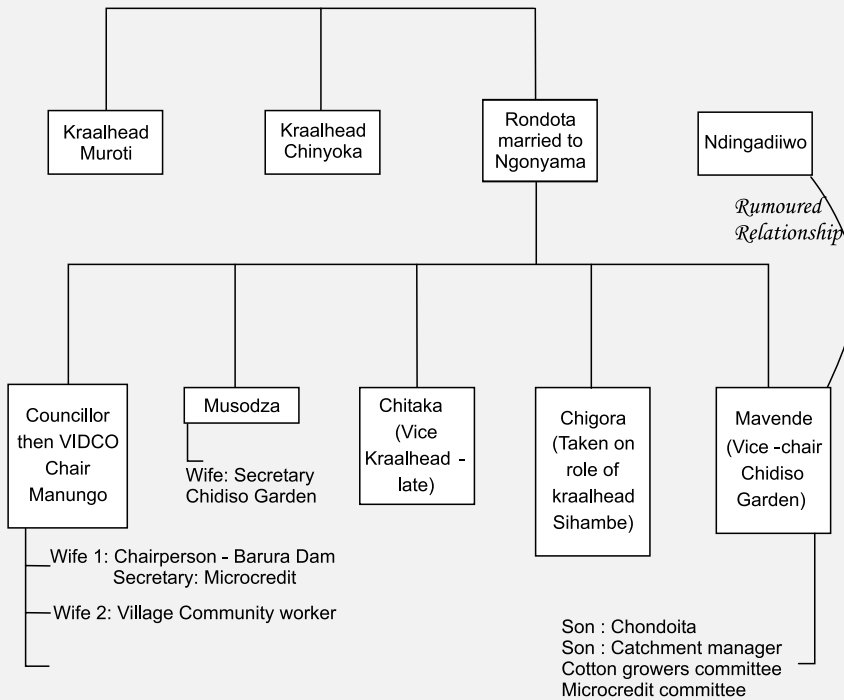 Kraalhead
Muroti
Kraalhead
Chinyoka
Rondota
married to
Ngonyama
Ndingadiiwo
Rumoured
Relationship
Councillor
then VIDCO
Chair
Manungo
Musodza
Wife: Secretary
Chidiso Garden
Chitaka
(Vice
Kraalhead -
late)
Chigora
(Taken on
role of
kraalhead
Sihambe)
Mavende
(Vice -chair
Chidiso
Garden)
Wife 1: Chairperson - Barura Dam
Secretary: Microcredit
Wife 2: Village Community worker
Son : Chondoita
Son : Catchment manager
Cotton growers committee
Microcredit committee